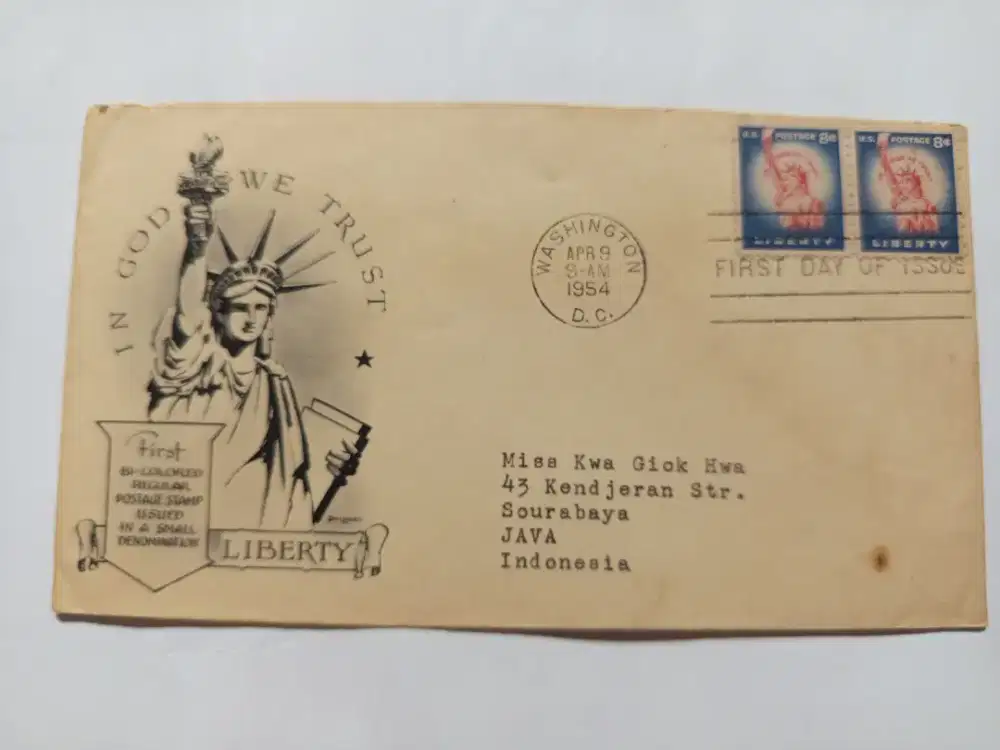 IN GOD WE TRUST
First
BI-COLORED
REGULAR
POSTAGE STAMP
ISSUED
IN A SMALL
DENOMINATION
LIBERTY
WASHINGTON
APR 9
9-AM
1954
D. C.
U.S. POSTAGE 8¢
LIBERTY
U.S. POSTAGE 8¢
LIBERTY
FIRST DAY OF ISSUE
Miss Kwa Giok Hwa
43 Kendjeran Str.
Sourabaya
JAVA
Indonesia